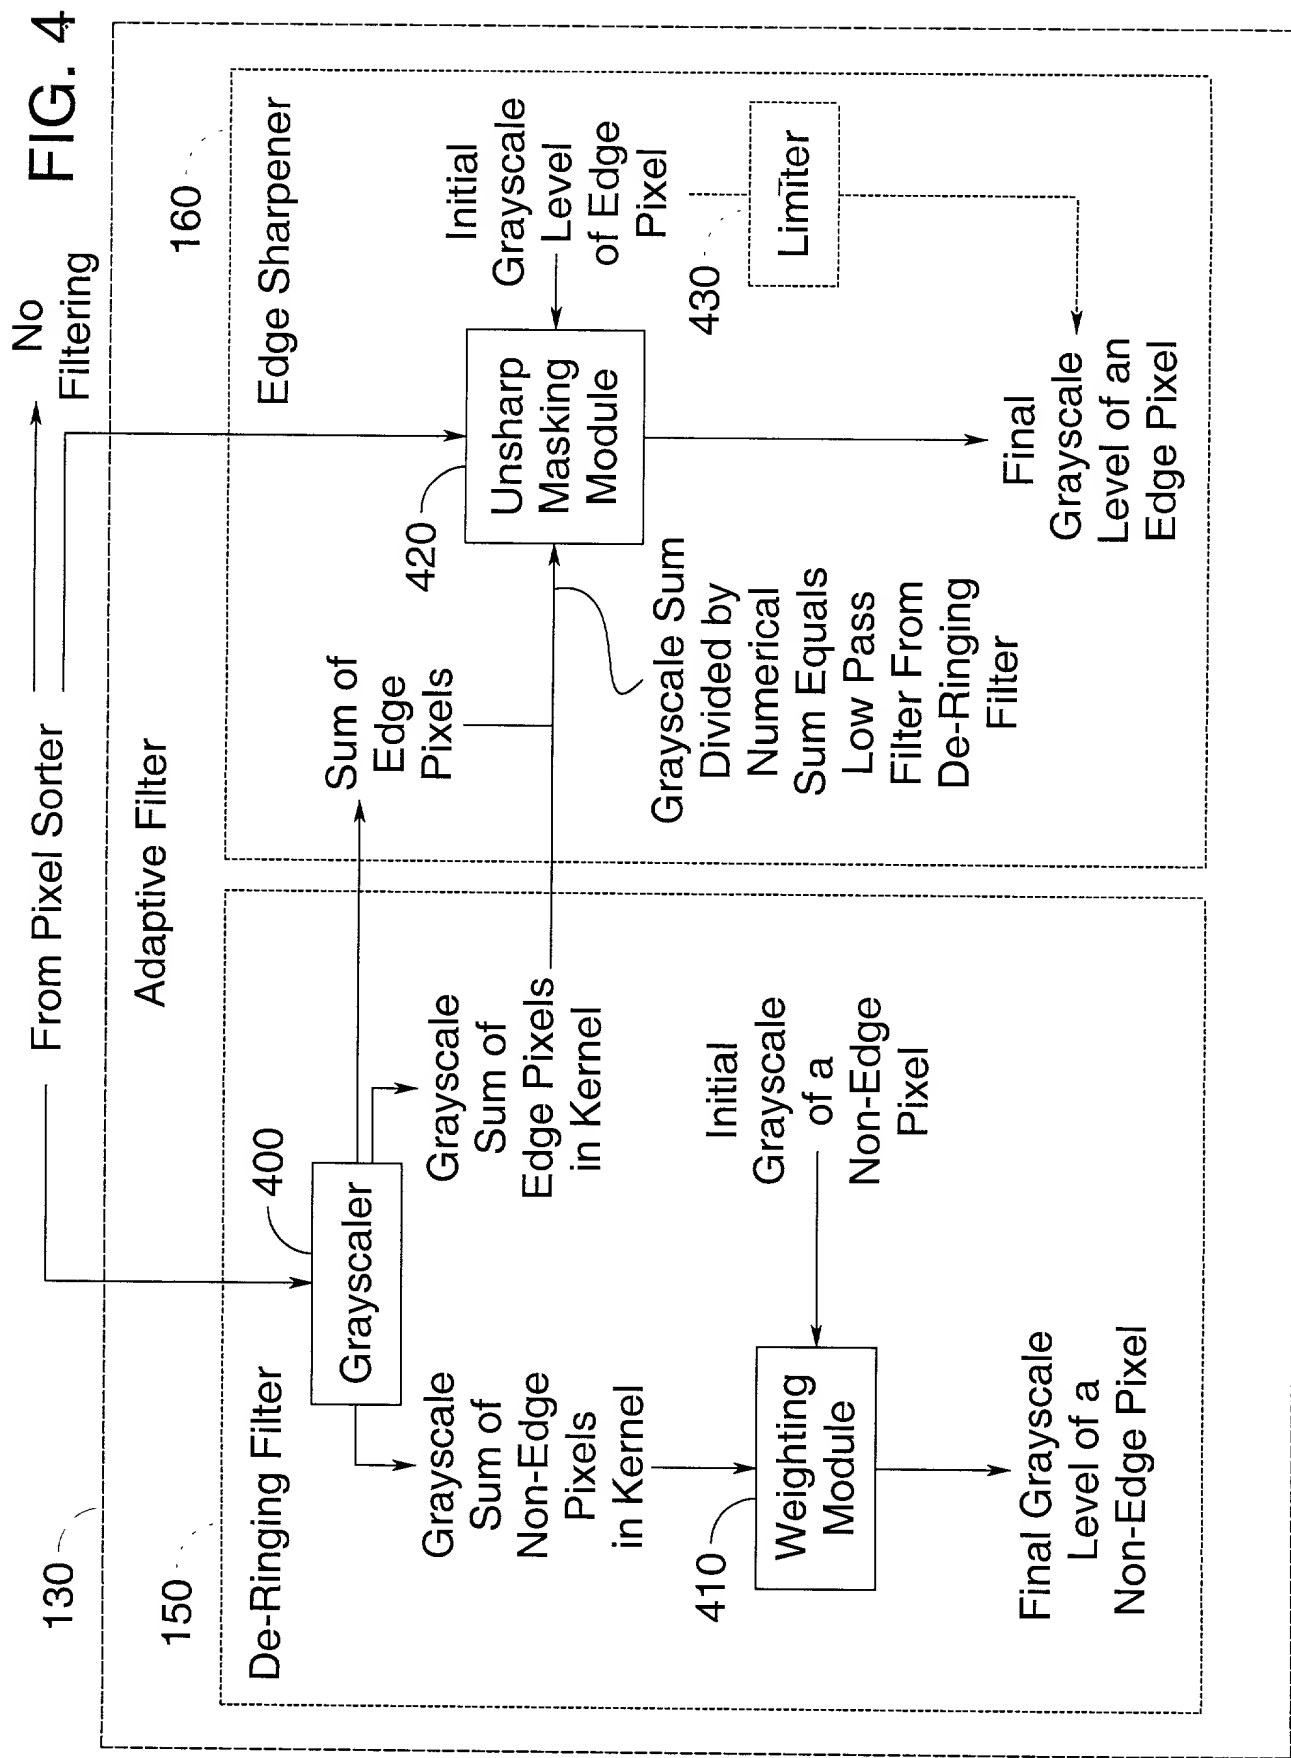 FIG. 4
From Pixel Sorter
No
Filtering
130
Adaptive Filter
150
De-Ringing Filter
400
Grayscaler
Grayscale
Sum of
Non-Edge
Pixels
in Kernel
Grayscale
Sum of
Edge Pixels
in Kernel
410
Weighting
Module
Initial
Grayscale
of a
Non-Edge
Pixel
Final Grayscale
Level of a
Non-Edge Pixel
160
Edge Sharpener
Sum of
Edge
Pixels
420
Unsharp
Masking
Module
Initial
Grayscale
Level
of Edge
Pixel
Grayscale Sum
Divided by
Numerical
Sum Equals
Low Pass
Filter From
De-Ringing
Filter
430
Limiter
Final
Grayscale
Level of an
Edge Pixel